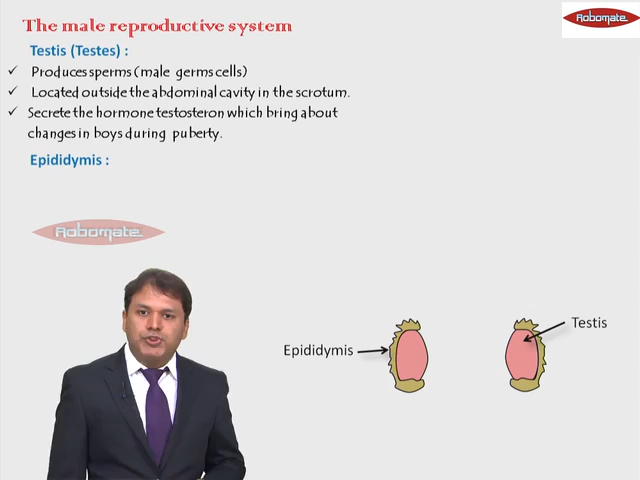 The male reproductive system
Robomate
Testis (Testes) :
✓ Produces sperms (male germs cells)
✓ Located outside the abdominal cavity in the scrotum.
✓ Secrete the hormone testosteron which bring about
changes in boys during puberty.
Epididymis :
Robomate
Testis
Epididymis